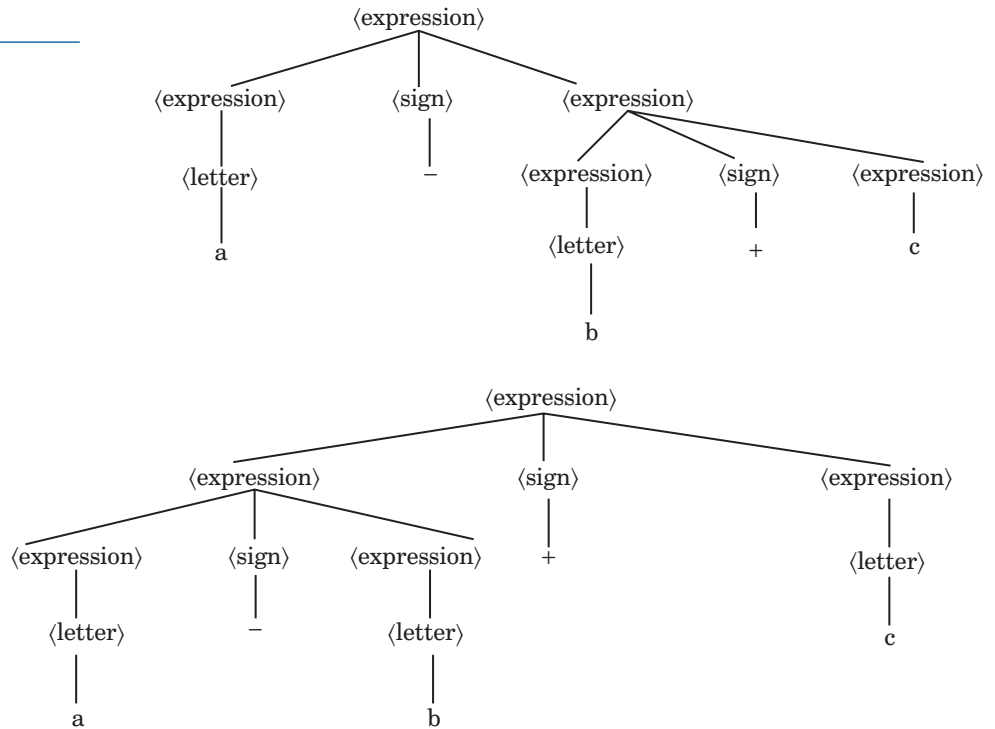 ⟨expression⟩
⟨expression⟩ ⟨sign⟩ ⟨expression⟩
⟨letter⟩ – ⟨expression⟩ ⟨sign⟩ ⟨expression⟩
a ⟨letter⟩ + c
b
⟨expression⟩
⟨expression⟩ ⟨sign⟩ ⟨expression⟩
⟨expression⟩ ⟨sign⟩ ⟨expression⟩ + ⟨letter⟩
⟨letter⟩ – ⟨letter⟩ c
a b